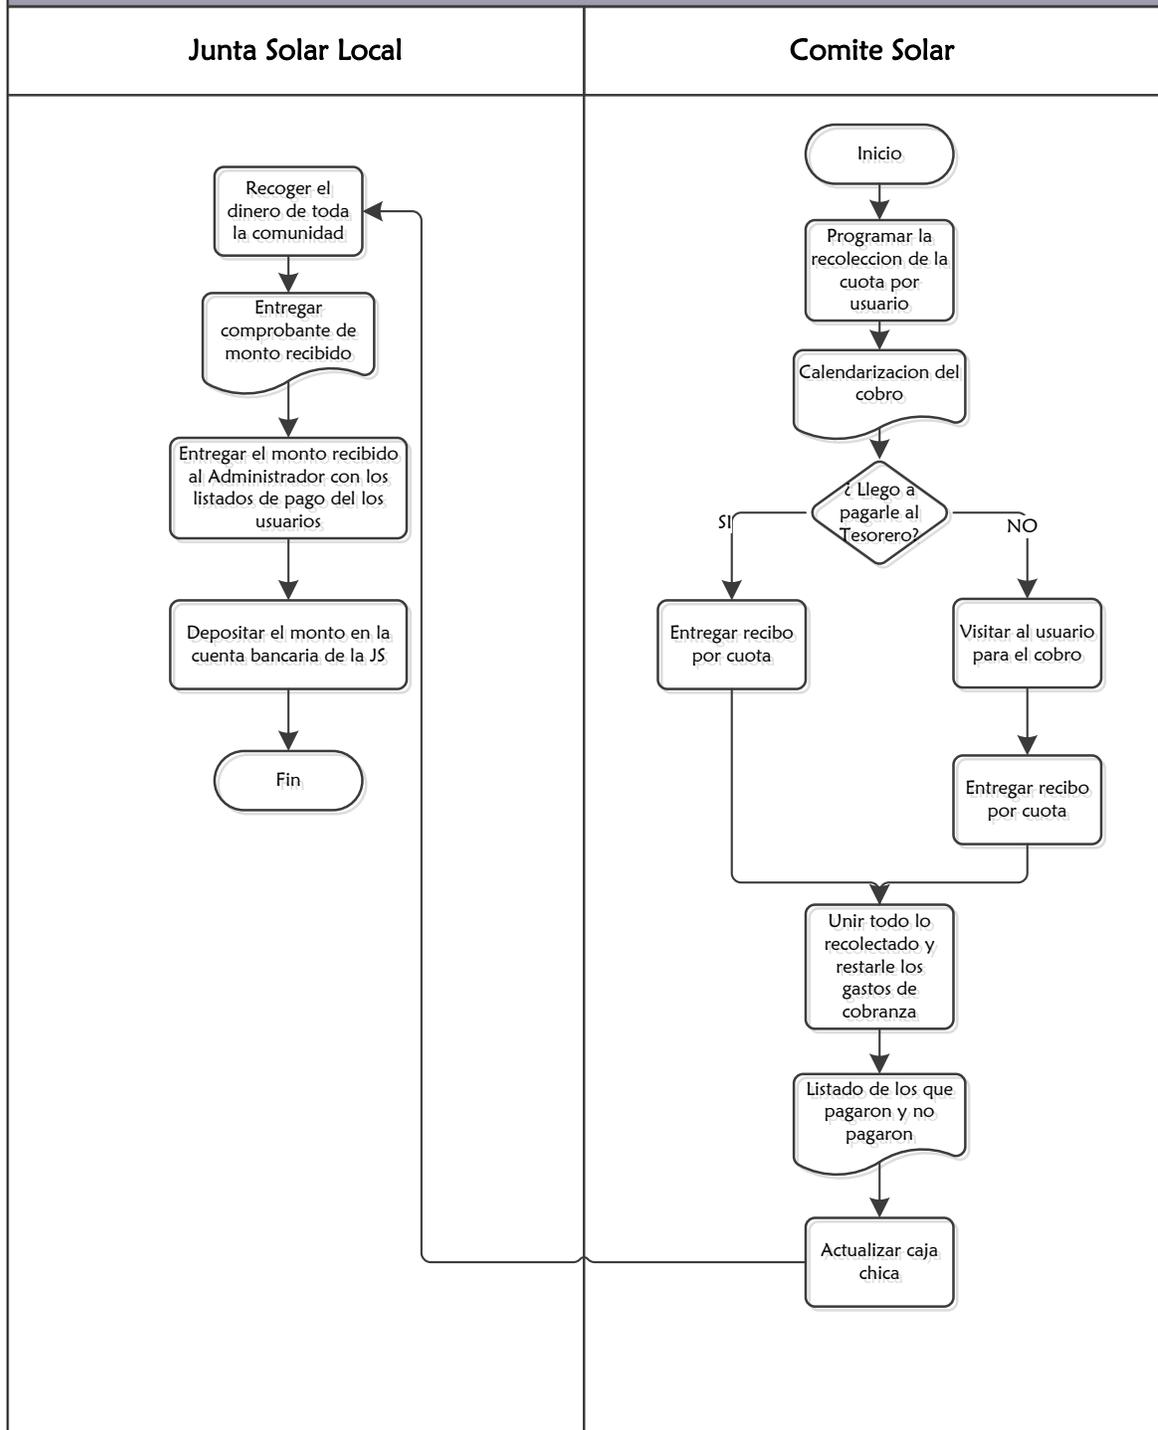 Junta Solar Local
Comite Solar
Recoger el
dinero de toda
la comunidad
Entregar
comprobante de
monto recibido
Entregar el monto recibido
al Administrador con los
listados de pago del los
usuarios
Depositar el monto en la
cuenta bancaria de la JS
Fin
Inicio
Programar la
recoleccion de la
cuota por
usuario
Calendarizacion del
cobro
¿ Llego a
pagarle al
Tesorero?
SI
NO
Entregar recibo
por cuota
Visitar al usuario
para el cobro
Entregar recibo
por cuota
Unir todo lo
recolectado y
restarle los
gastos de
cobranza
Listado de los que
pagaron y no
pagaron
Actualizar caja
chica